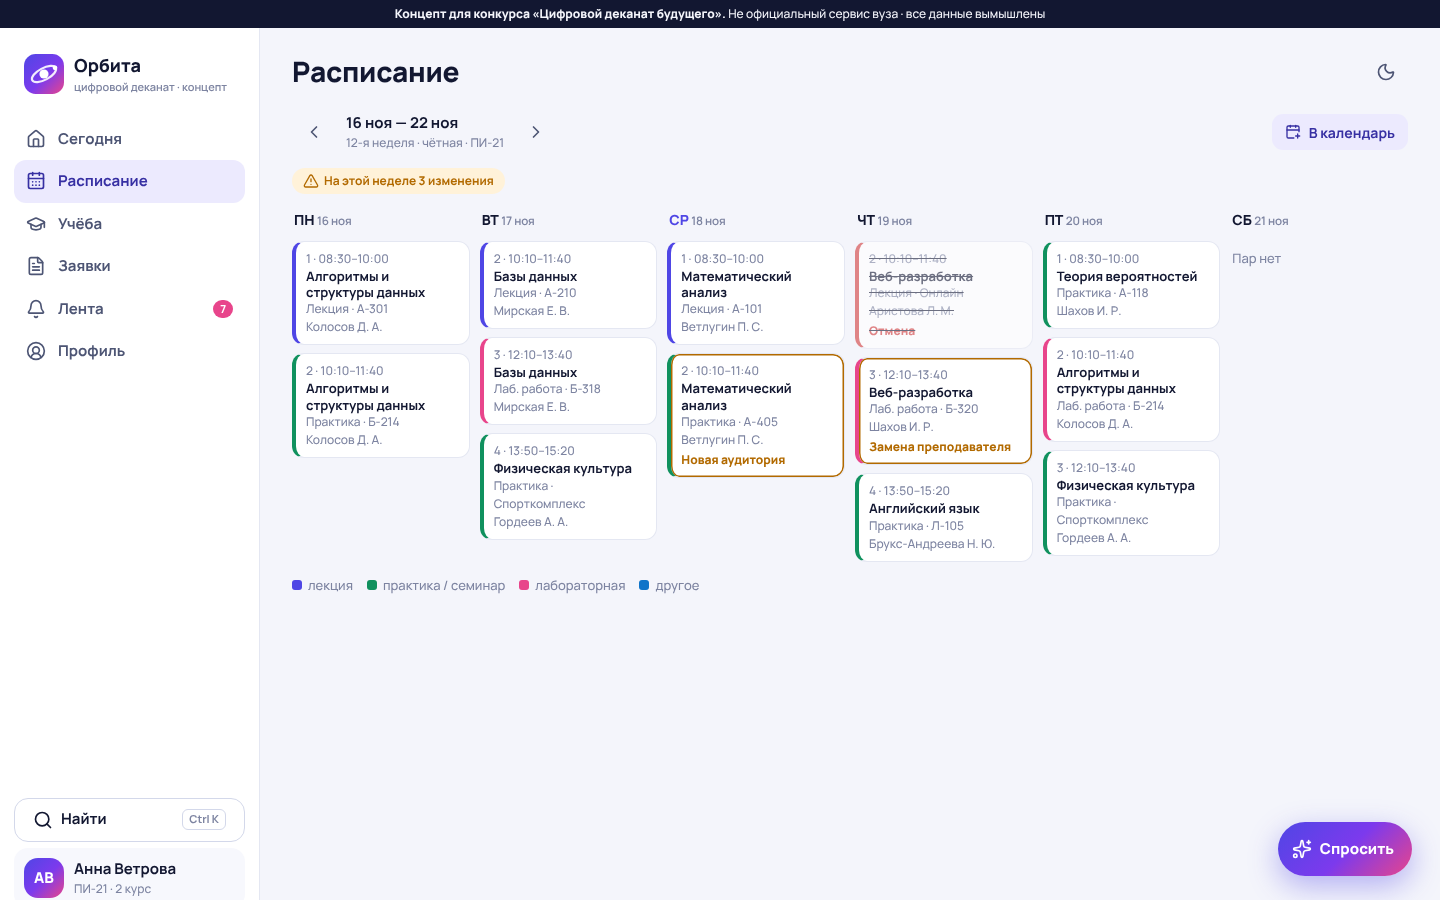 Концепт для конкурса «Цифровой деканат будущего». Не официальный сервис вуза · все данные вымышлены
Орбита
цифровой деканат · концепт
Сегодня
Расписание
Учёба
Заявки
Лента
7
Профиль
Найти
Ctrl K
АВ
Анна Ветрова
ПИ-21 · 2 курс
Расписание
16 ноя — 22 ноя
12-я неделя · чётная · ПИ-21
В календарь
На этой неделе 3 изменения
ПН 16 ноя
1 · 08:30–10:00
Алгоритмы и
структуры данных
Лекция · А-301
Колосов Д. А.
2 · 10:10–11:40
Алгоритмы и
структуры данных
Практика · Б-214
Колосов Д. А.
ВТ 17 ноя
2 · 10:10–11:40
Базы данных
Лекция · А-210
Мирская Е. В.
3 · 12:10–13:40
Базы данных
Лаб. работа · Б-318
Мирская Е. В.
4 · 13:50–15:20
Физическая культура
Практика ·
Спорткомплекс
Гордеев А. А.
СР 18 ноя
1 · 08:30–10:00
Математический
анализ
Лекция · А-101
Ветлугин П. С.
2 · 10:10–11:40
Математический
анализ
Практика · А-405
Ветлугин П. С.
Новая аудитория
ЧТ 19 ноя
2 · 10:10–11:40
Веб-разработка
Лекция · Онлайн
Аристова Л. М.
Отмена
3 · 12:10–13:40
Веб-разработка
Лаб. работа · Б-320
Шахов И. Р.
Замена преподавателя
4 · 13:50–15:20
Английский язык
Практика · Л-105
Брукс-Андреева Н. Ю.
ПТ 20 ноя
1 · 08:30–10:00
Теория вероятностей
Практика · А-118
Шахов И. Р.
2 · 10:10–11:40
Алгоритмы и
структуры данных
Лаб. работа · Б-214
Колосов Д. А.
3 · 12:10–13:40
Физическая культура
Практика ·
Спорткомплекс
Гордеев А. А.
СБ 21 ноя
Пар нет
лекция
практика / семинар
лабораторная
другое
Спросить